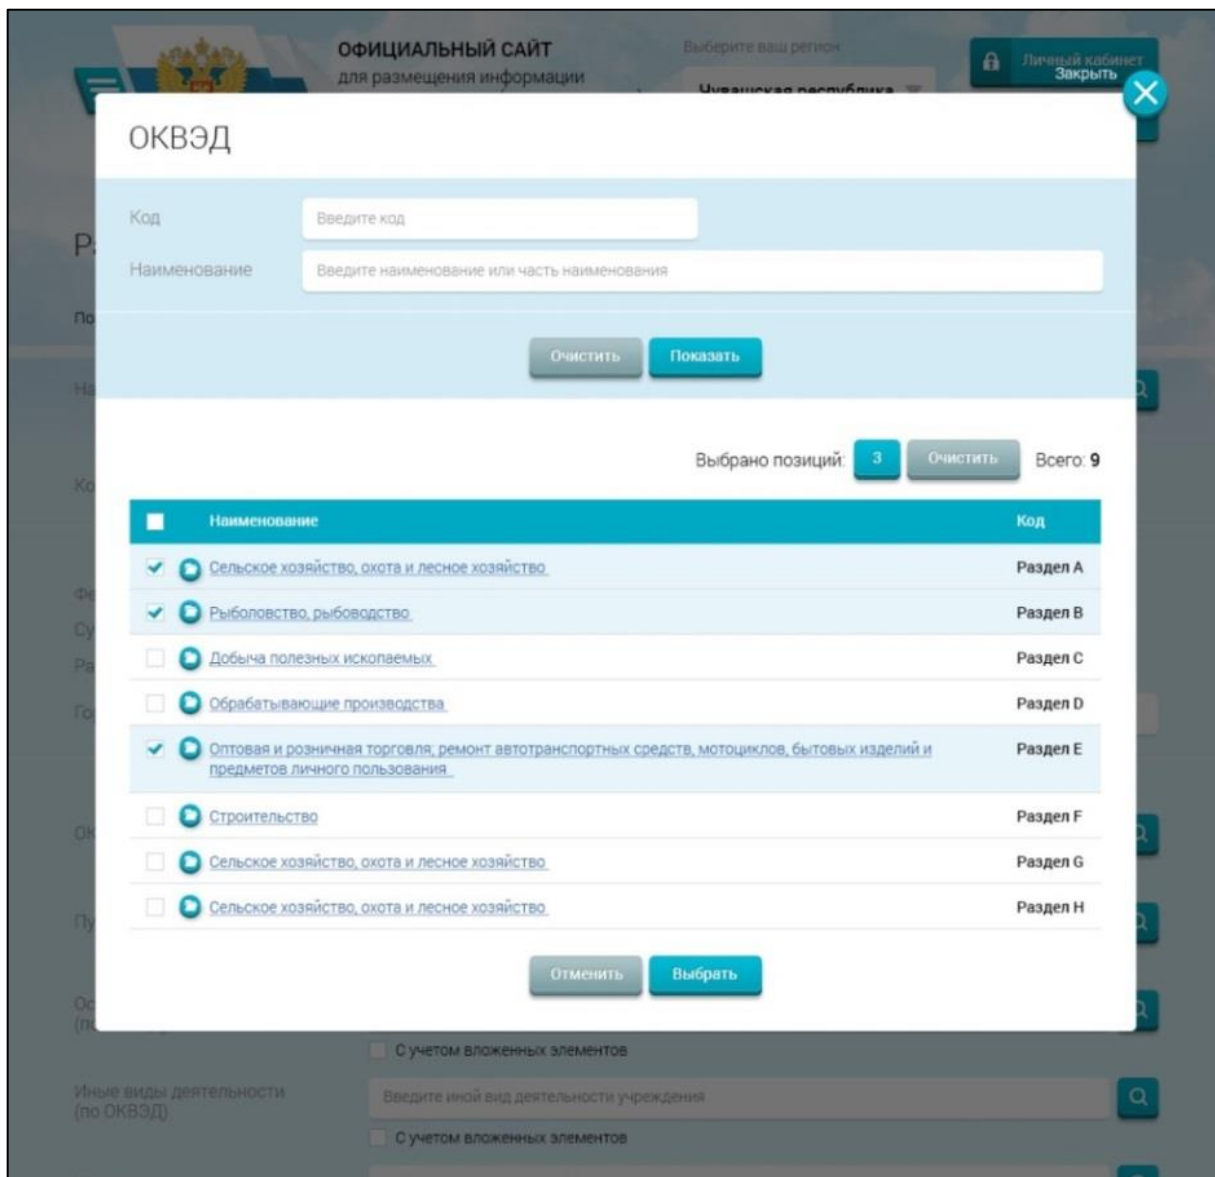 ОФИЦИАЛЬНЫЙ САЙТ
для размещения информации
Выберите ваш регион:
Чувашская республика
Личный кабинет
Закрыть
ОКВЭД
Код
Введите код
Наименование
Введите наименование или часть наименования
Очистить Показать
Выбрано позиций: 3 Очистить Всего: 9
Наименование Код
Сельское хозяйство, охота и лесное хозяйство Раздел A
Рыболовство, рыбоводство Раздел B
Добыча полезных ископаемых Раздел C
Обрабатывающие производства Раздел D
Оптовая и розничная торговля; ремонт автотранспортных средств, мотоциклов, бытовых изделий и Раздел E
предметов личного пользования
Строительство Раздел F
Сельское хозяйство, охота и лесное хозяйство Раздел G
Сельское хозяйство, охота и лесное хозяйство Раздел H
Отменить Выбрать
С учетом вложенных элементов
Иные виды деятельности
(по ОКВЭД)
Введите иной вид деятельности учреждения
С учетом вложенных элементов